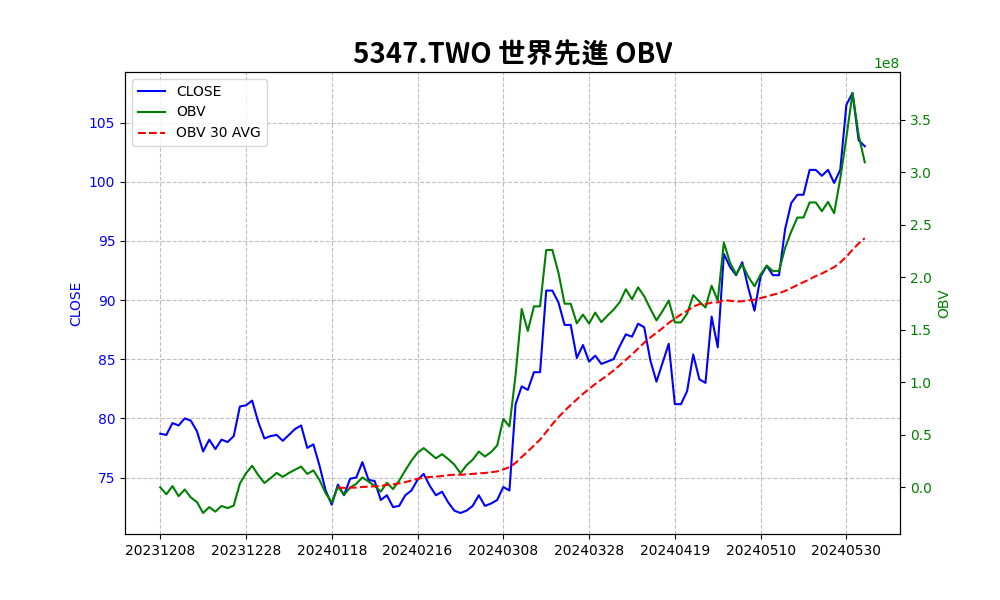 5347.TWO 世界先進 OBV
1e8
CLOSE
OBV
OBV 30 AVG
105
100
95
90
85
80
75
CLOSE
3.5
3.0
2.5
2.0
1.5
1.0
0.5
0.0
OBV
20231208 20231228 20240118 20240216 20240308 20240328 20240419 20240510 20240530